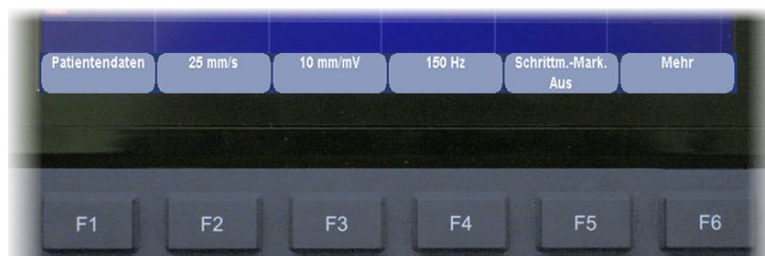 Patientendaten
25 mm/s
10 mm/mV
150 Hz
Schrittm.-Mark.
Aus
Mehr
F1
F2
F3
F4
F5
F6